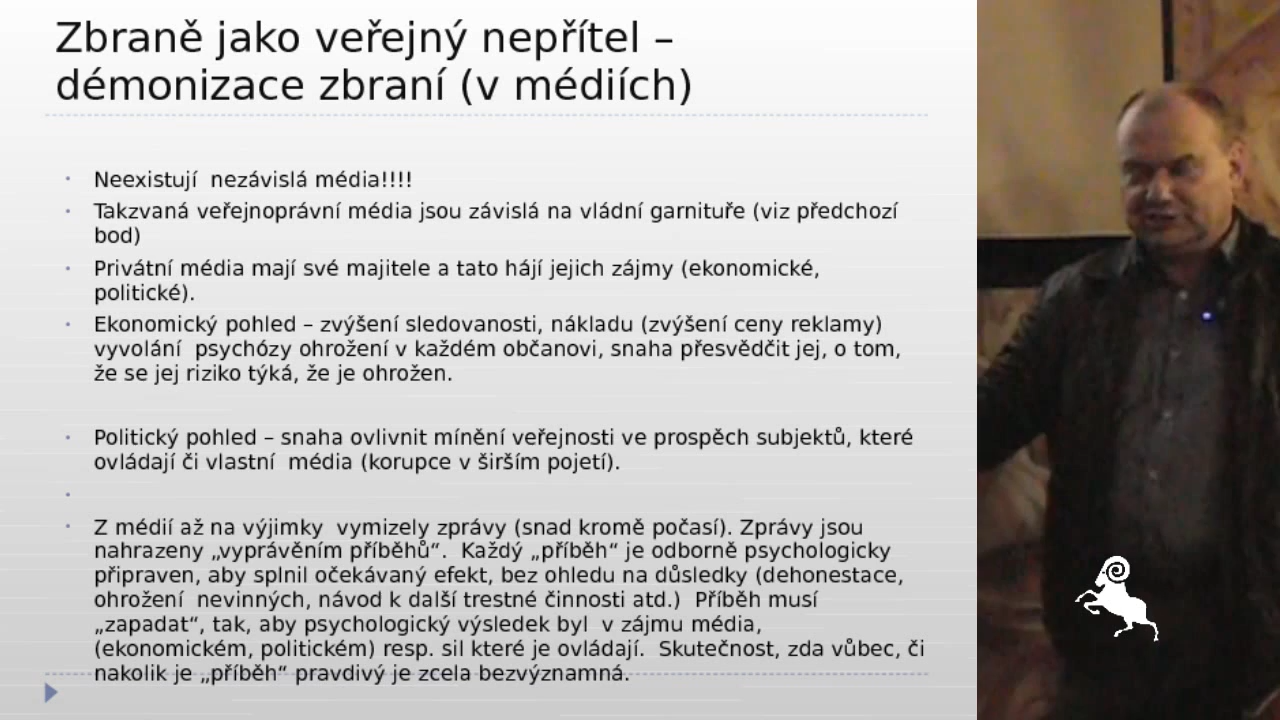 Zbraně jako veřejný nepřítel –
démonizace zbraní (v médiích)
Neexistují  nezávislá média!!!!
Takzvaná veřejnoprávní média jsou závislá na vládní garnituře (viz předchozí
bod)
Privátní média mají své majitele a tato hájí jejich zájmy (ekonomické,
politické).
Ekonomický pohled – zvýšení sledovanosti, nákladu (zvýšení ceny reklamy)
vyvolání  psychózy ohrožení v každém občanovi, snaha přesvědčit jej, o tom,
že se jej riziko týká, že je ohrožen.
Politický pohled – snaha ovlivnit mínění veřejnosti ve prospěch subjektů, které
ovládají či vlastní  média (korupce v širším pojetí).
Z médií až na výjimky  vymizely zprávy (snad kromě počasí). Zprávy jsou
nahrazeny „vyprávěním příběhů“.  Každý „příběh“ je odborně psychologicky
připraven, aby splnil očekávaný efekt, bez ohledu na důsledky (dehonestace,
ohrožení  nevinných, návod k další trestné činnosti atd.)  Příběh musí
„zapadat“, tak, aby psychologický výsledek byl  v zájmu média,
(ekonomickém, politickém) resp. sil které je ovládají.  Skutečnost, zda vůbec, či
nakolik je „příběh“ pravdivý je zcela bezvýznamná.